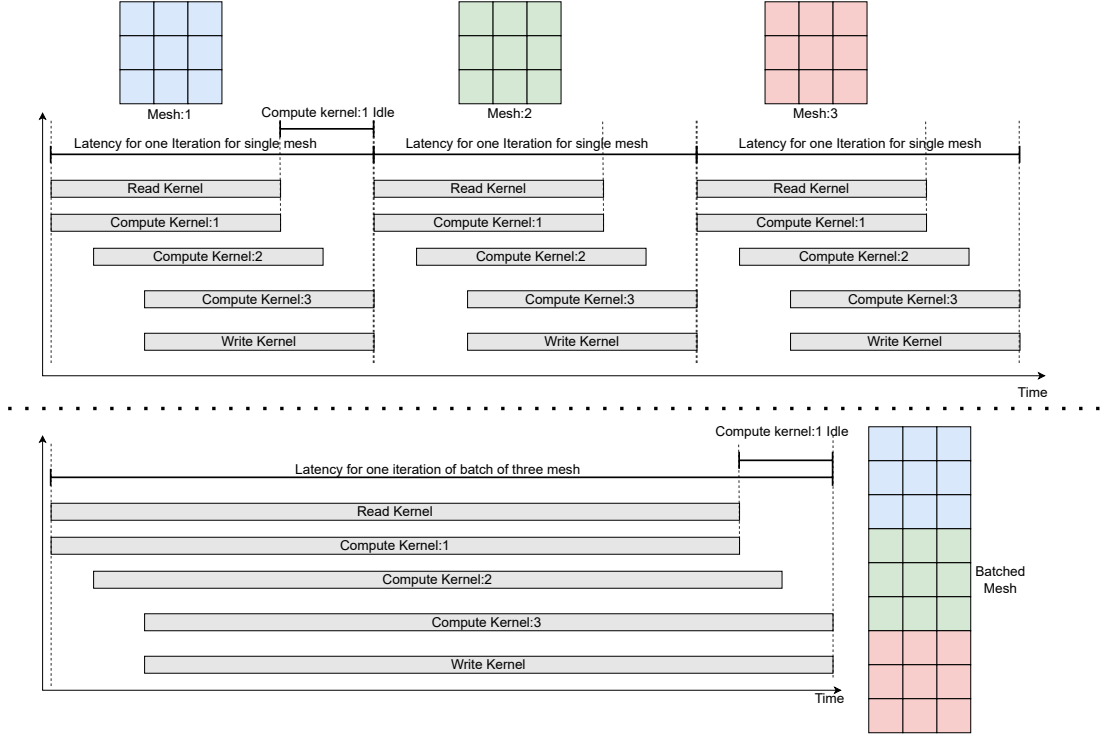 Mesh:1
Mesh:2
Mesh:3
Compute kernel:1 Idle
Latency for one Iteration for single mesh
Latency for one Iteration for single mesh
Latency for one Iteration for single mesh
Read Kernel
Read Kernel
Read Kernel
Compute Kernel:1
Compute Kernel:1
Compute Kernel:1
Compute Kernel:2
Compute Kernel:2
Compute Kernel:2
Compute Kernel:3
Compute Kernel:3
Compute Kernel:3
Write Kernel
Write Kernel
Write Kernel
Time
Compute kernel:1 Idle
Latency for one iteration of batch of three mesh
Read Kernel
Compute Kernel:1
Compute Kernel:2
Compute Kernel:3
Write Kernel
Time
Batched
Mesh